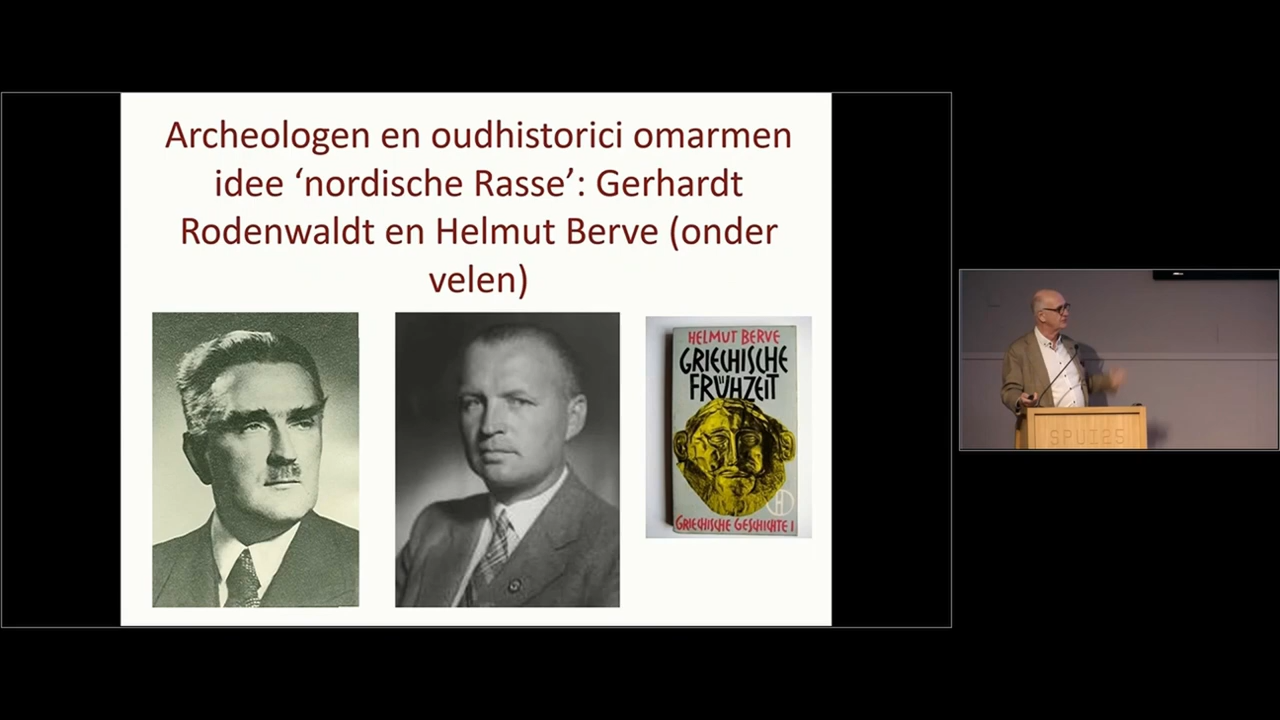 Archeologen en oudhistorici omarmen
idee ‘nordische Rasse’: Gerhardt
Rodenwaldt en Helmut Berve (onder
velen)
HELMUT BERVE
GRIECHISCHE
FRÜHZEIT
H
GRIECHISCHE GESCHICHTE I
SPUI25